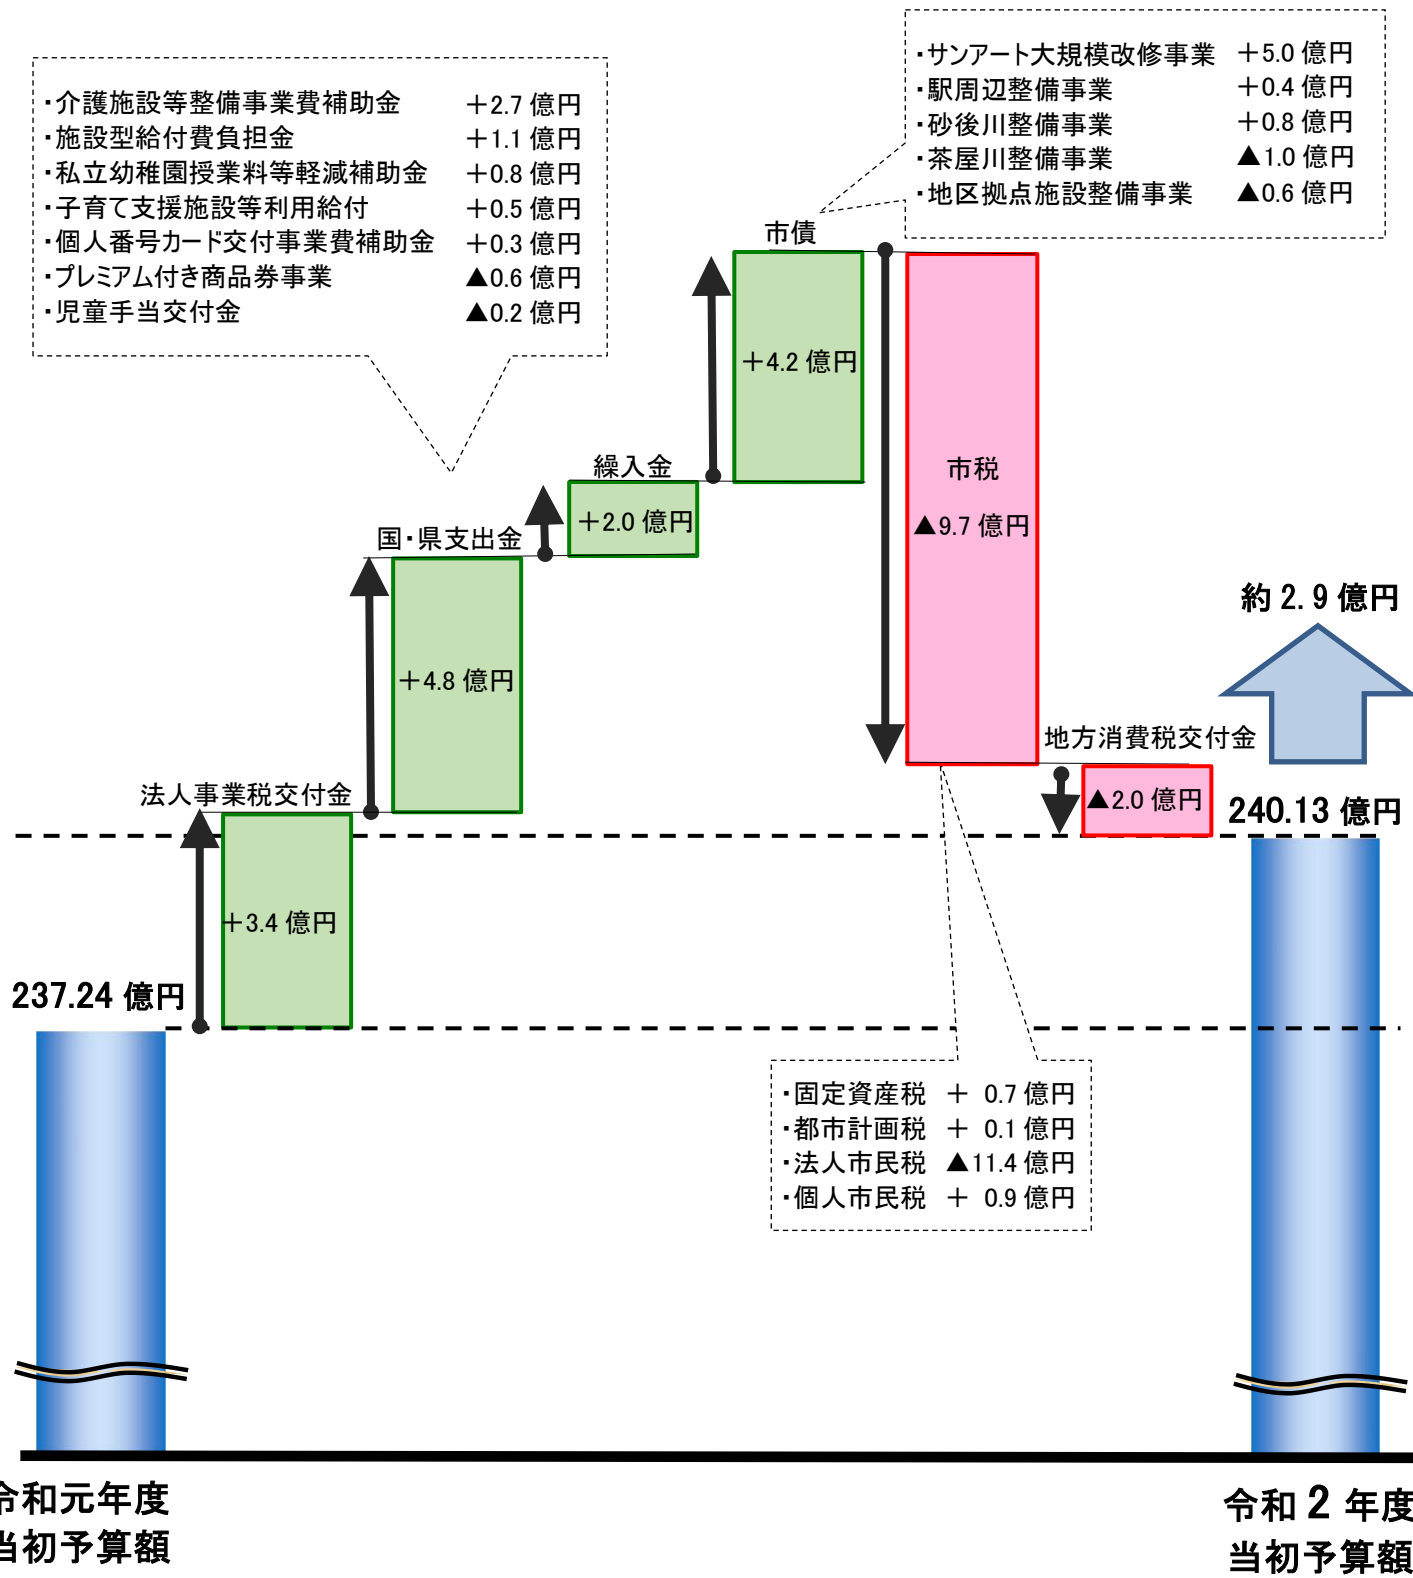 ・サンアート大規模改修事業 ＋5.0 億円
・駅周辺整備事業 ＋0.4 億円
・砂後川整備事業 ＋0.8 億円
・茶屋川整備事業 ▲1.0 億円
・地区拠点施設整備事業 ▲0.6 億円
・介護施設等整備事業費補助金 ＋2.7 億円
・施設型給付費負担金 ＋1.1 億円
・私立幼稚園授業料等軽減補助金 ＋0.8 億円
・子育て支援施設等利用給付 ＋0.5 億円
・個人番号カード交付事業費補助金 ＋0.3 億円
・プレミアム付き商品券事業 ▲0.6 億円
・児童手当交付金 ▲0.2 億円
市債
＋4.2 億円
繰入金
＋2.0 億円
市税
▲9.7 億円
国・県支出金
＋4.8 億円
約 2.9 億円
地方消費税交付金
▲2.0 億円
240.13 億円
法人事業税交付金
＋3.4 億円
237.24 億円
・固定資産税 ＋ 0.7 億円
・都市計画税 ＋ 0.1 億円
・法人市民税 ▲11.4 億円
・個人市民税 ＋ 0.9 億円
令和元年度
当初予算額
令和 2 年度
当初予算額